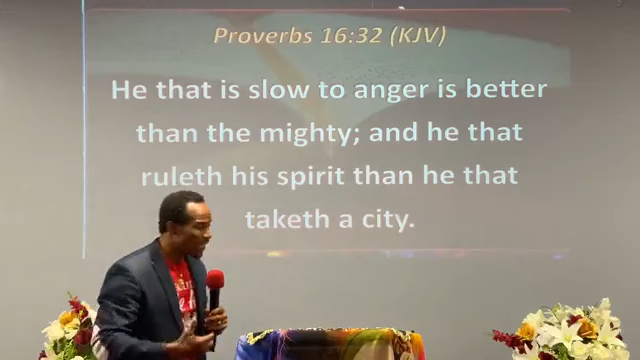 Proverbs 16:32 (KJV)
He that is slow to anger is better
than the mighty; and he that
ruleth his spirit than he that
taketh a city.